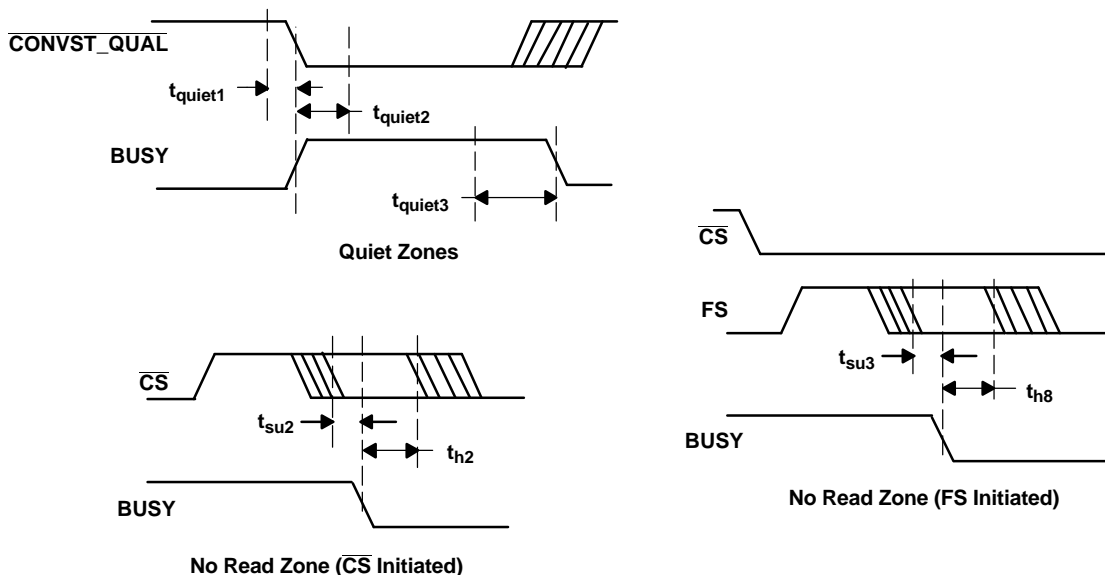 CONVST_QUAL
tquiet1
tquiet2
BUSY
tquiet3
Quiet Zones
CS
tsu2
th2
BUSY
No Read Zone (CS Initiated)
CS
FS
tsu3
th8
BUSY
No Read Zone (FS Initiated)